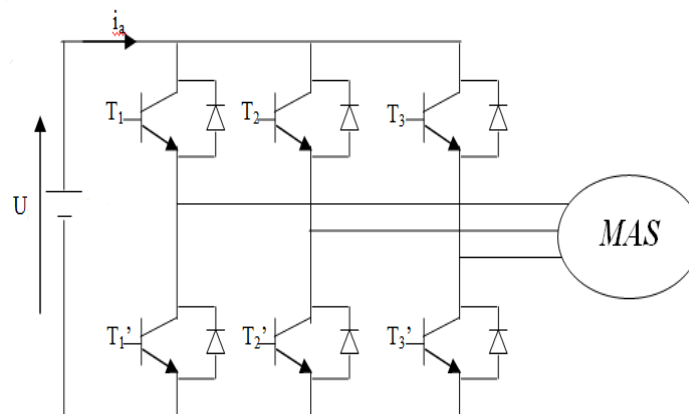 iₐ
T₁
T₂
T₃
U
MAS
T₁’
T₂’
T₃’